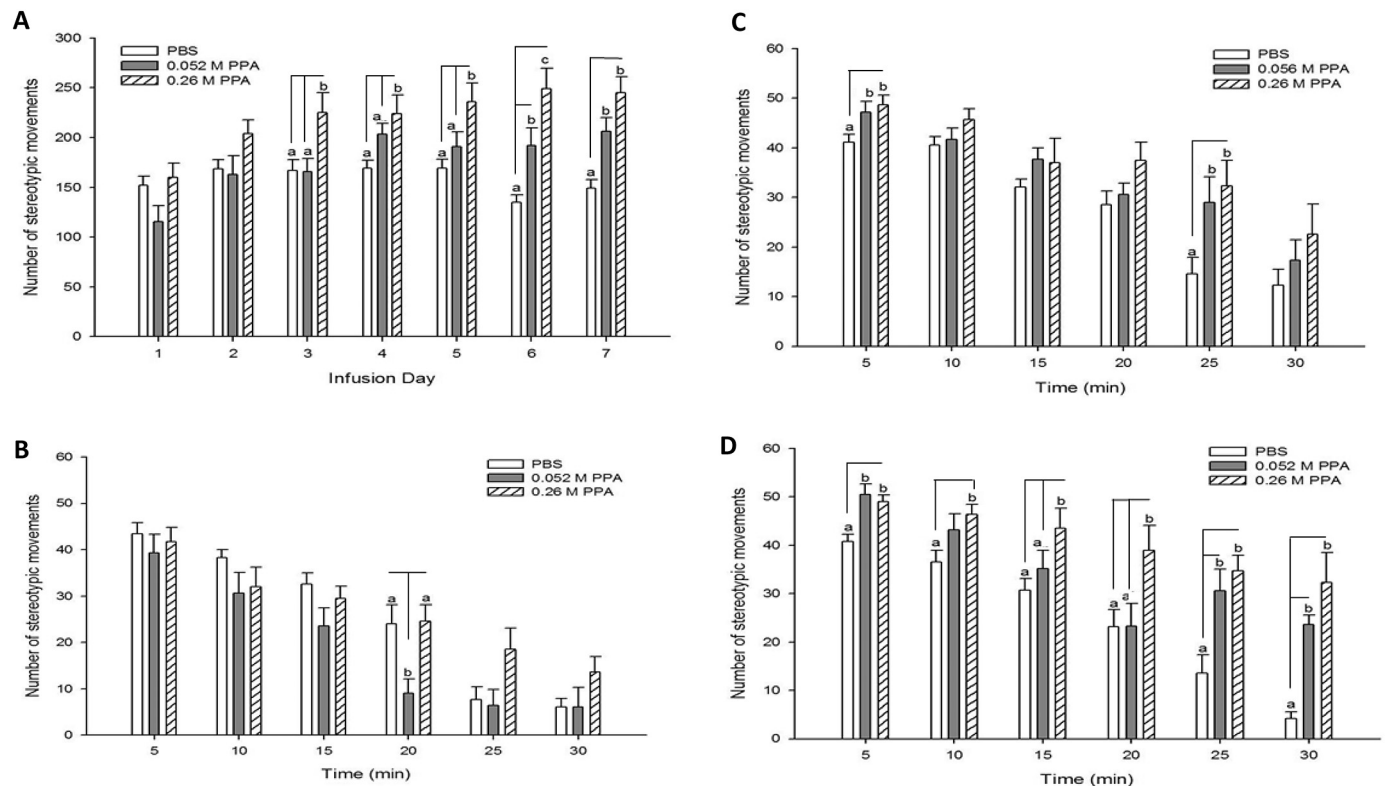 A
300
250
200
150
100
50
0
Number of stereotypic movements
PBS
0.052 M PPA
0.26 M PPA
a a b
a a b
a a b
a b c
a b b
1 2 3 4 5 6 7
Infusion Day
B
60
50
40
30
20
10
0
Number of stereotypic movements
PBS
0.052 M PPA
0.26 M PPA
a b a
5 10 15 20 25 30
Time (min)
C
60
50
40
30
20
10
0
Number of stereotypic movements
PBS
0.056 M PPA
0.26 M PPA
a b b
a b b
5 10 15 20 25 30
Time (min)
D
60
50
40
30
20
10
0
Number of stereotypic movements
PBS
0.052 M PPA
0.26 M PPA
a b b
a b
a a b
a a b
a b b
a b b
5 10 15 20 25 30
Time (min)